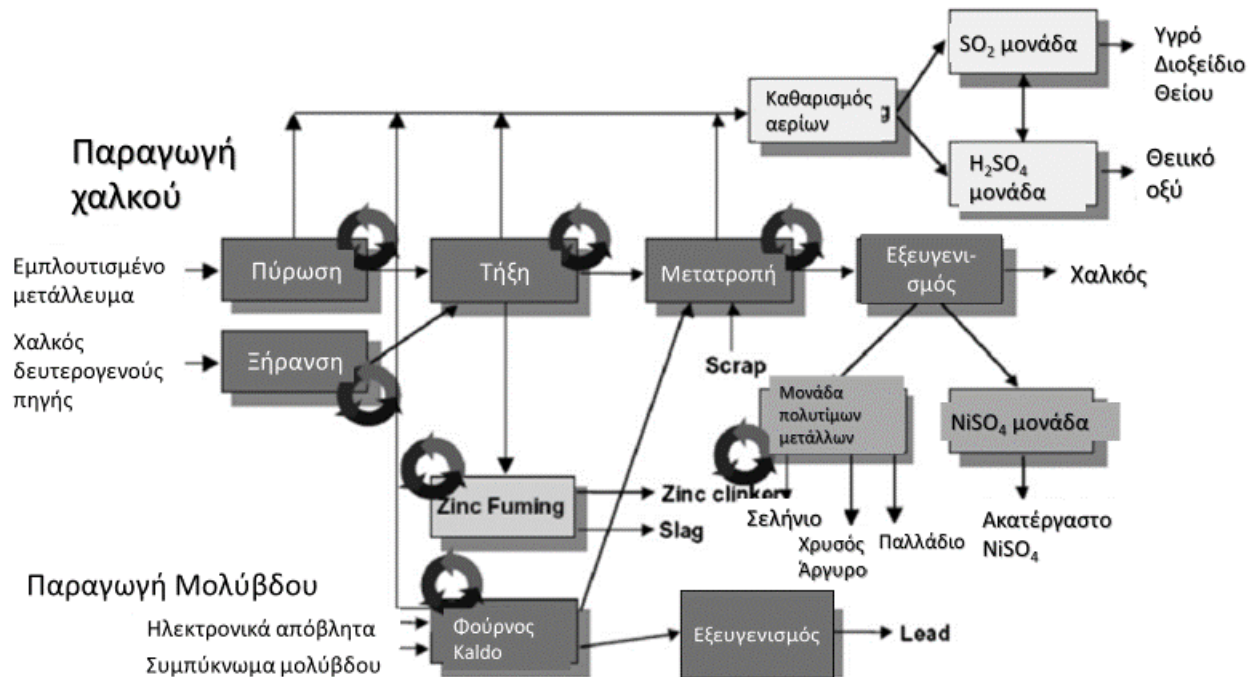 SO₂ μονάδα
Υγρό
Διοξείδιο
Θείου
Καθαρισμός
αερίων
H₂SO₄
μονάδα
Θειικό
οξύ
Παραγωγή
χαλκού
Εμπλουτισμένο
μετάλλευμα
Πύρωση
Τήξη
Μετατροπή
Εξευγενι-
σμός
Χαλκός
Χαλκός
δευτερογενούς
πηγής
Ξήρανση
Scrap
Μονάδα
πολυτίμων
μετάλλων
NiSO₄ μονάδα
Zinc Fuming
Zinc clinker
Slag
Σελήνιο
Χρυσός
Άργυρο
Παλλάδιο
Ακατέργαστο
NiSO₄
Παραγωγή Μολύβδου
Ηλεκτρονικά απόβλητα
Συμπύκνωμα μολύβδου
Φούρνος
Kaldo
Εξευγενισμός
Lead